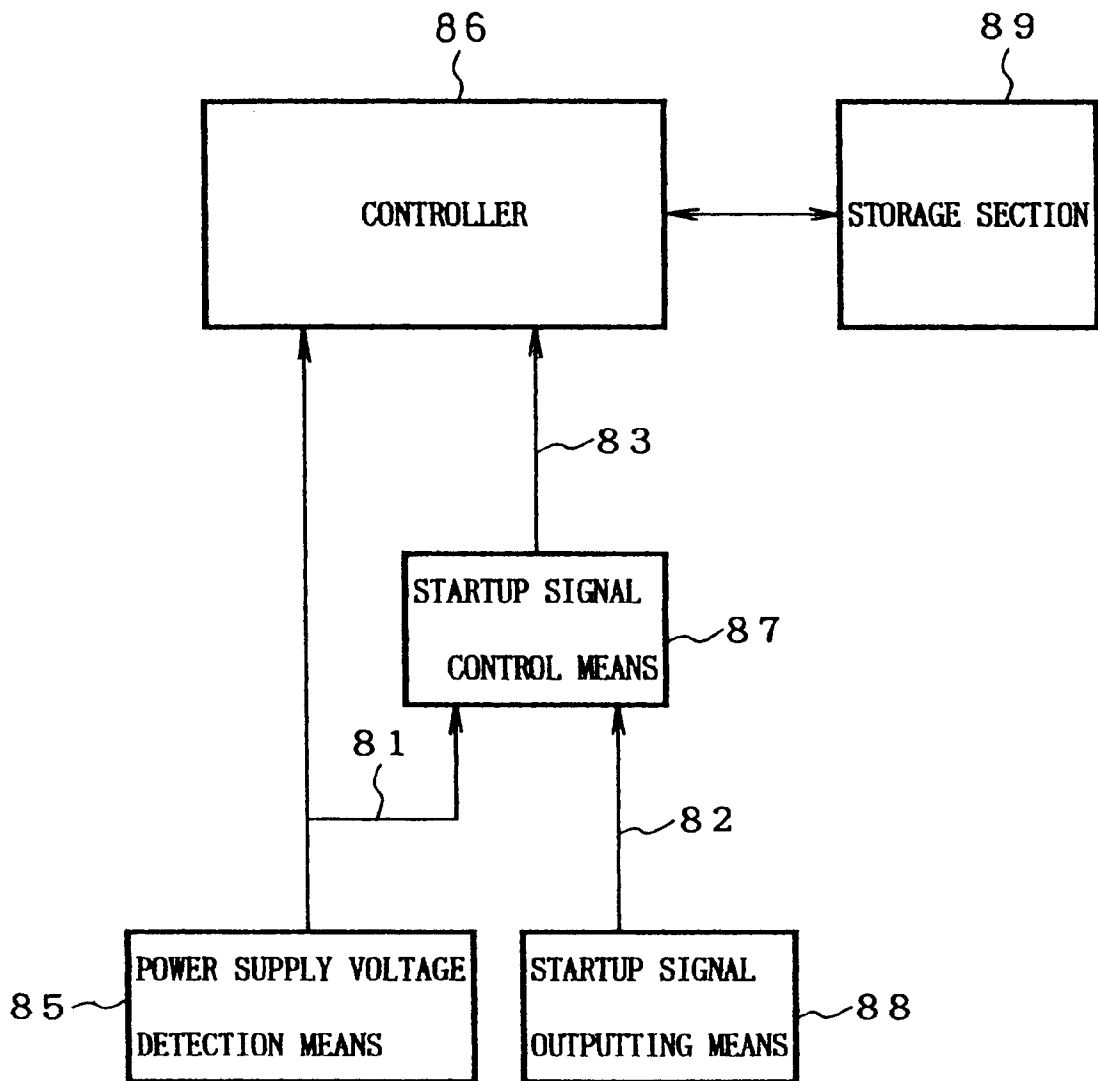 86
89
CONTROLLER
STORAGE SECTION
83
STARTUP SIGNAL
CONTROL MEANS
87
81
82
POWER SUPPLY VOLTAGE
DETECTION MEANS
85
STARTUP SIGNAL
OUTPUTTING MEANS
88